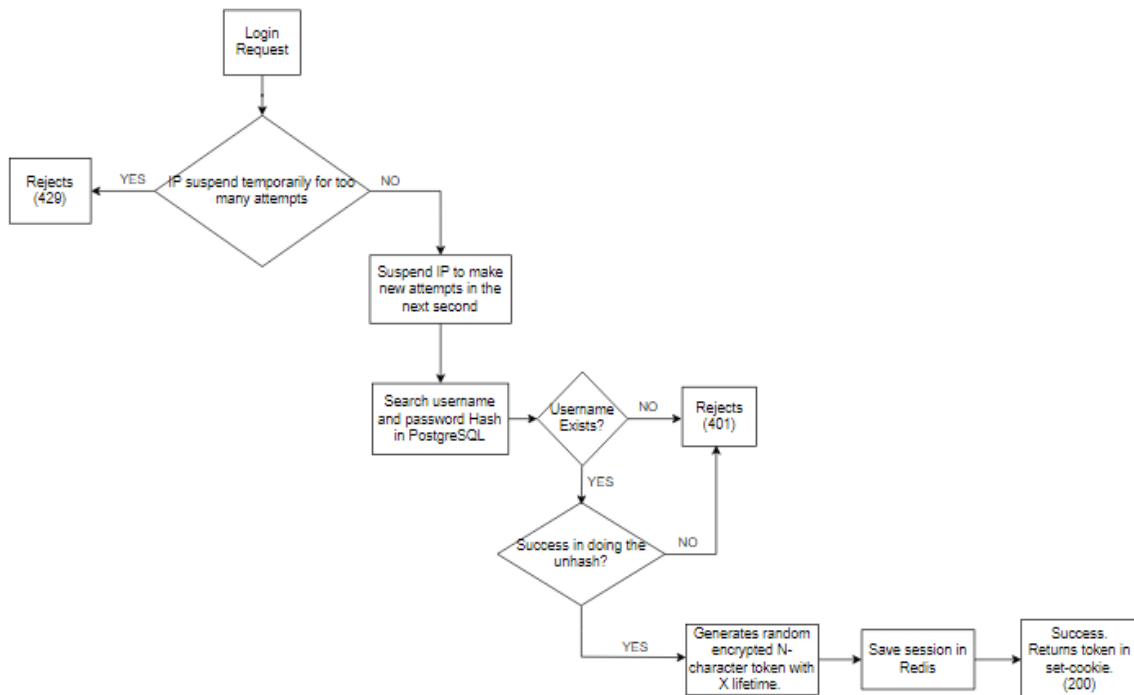 Login
Request
IP suspend temporarily for too
many attempts
YES
NO
Rejects
(429)
Suspend IP to make
new attempts in the
next second
Search username
and password Hash
in PostgreSQL
Username
Exists?
NO
Rejects
(401)
YES
Success in doing the
unhash?
NO
YES
Generates random
encrypted N-
character token with
X lifetime.
Save session in
Redis
Success.
Returns token in
set-cookie.
(200)